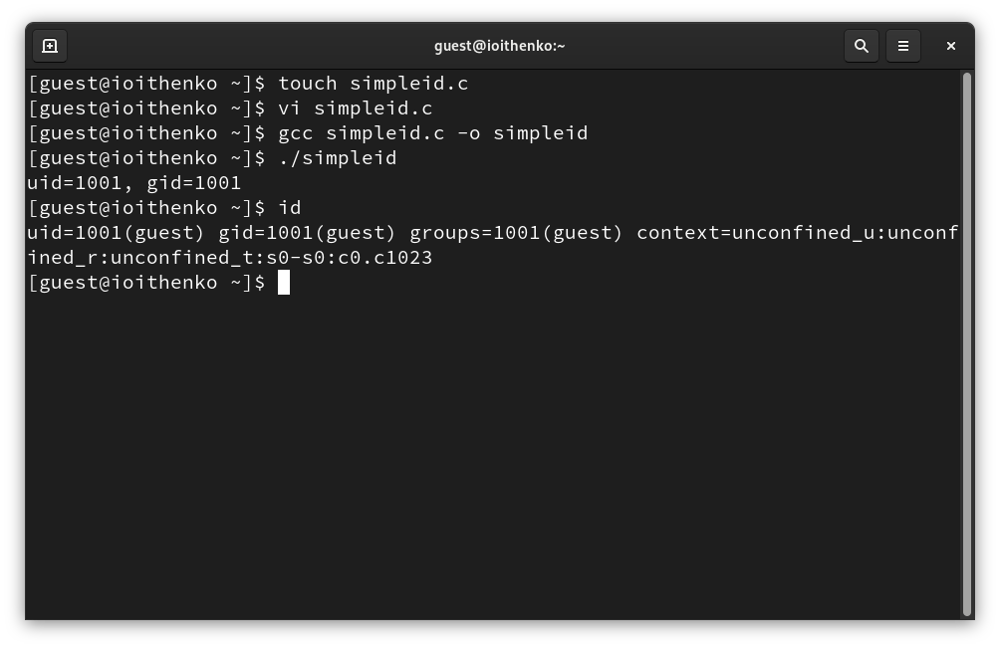 guest@ioithenko:~
[guest@ioithenko ~]$ touch simpleid.c
[guest@ioithenko ~]$ vi simpleid.c
[guest@ioithenko ~]$ gcc simpleid.c -o simpleid
[guest@ioithenko ~]$ ./simpleid
uid=1001, gid=1001
[guest@ioithenko ~]$ id
uid=1001(guest) gid=1001(guest) groups=1001(guest) context=unconfined_u:unconf
ined_r:unconfined_t:s0-s0:c0.c1023
[guest@ioithenko ~]$